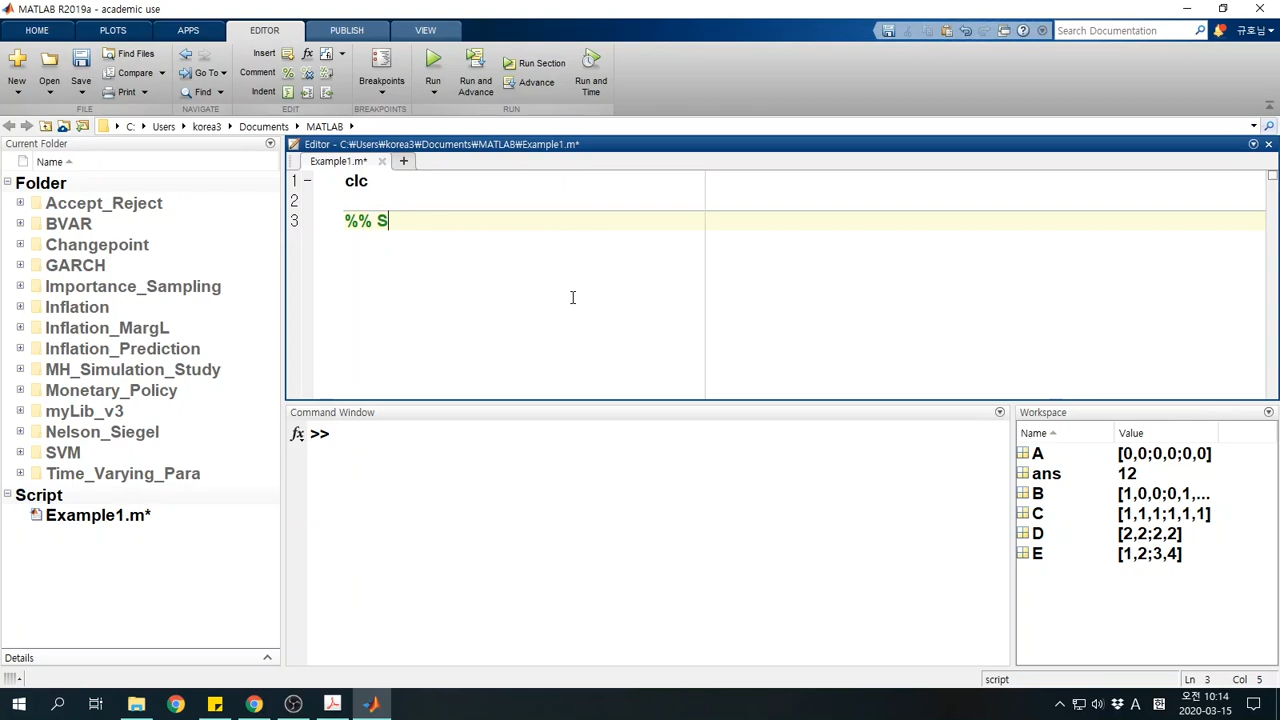 MATLAB R2019a - academic use
HOME PLOTS APPS EDITOR PUBLISH VIEW
Search Documentation
규호님
New Open Save Find Files Compare Print
Go To Find
Insert fx Comment Indent
Breakpoints
Run Run and Advance Run Section Advance Run and Time
FILE NAVIGATE EDIT BREAKPOINTS RUN
C: Users korea3 Documents MATLAB
Current Folder
Name
Folder
Accept_Reject
BVAR
Changepoint
GARCH
Importance_Sampling
Inflation
Inflation_MargL
Inflation_Prediction
MH_Simulation_Study
Monetary_Policy
myLib_v3
Nelson_Siegel
SVM
Time_Varying_Para
Script
Example1.m*
Details
Editor - C:₩Users₩korea3₩Documents₩MATLAB₩Example1.m*
Example1.m*
1 clc
2
3 %% S
Command Window
fx >>
Workspace
Name Value
A [0,0;0,0;0,0]
ans 12
B [1,0,0;0,1,...
C [1,1,1;1,1,1]
D [2,2;2,2]
E [1,2;3,4]
script Ln 3 Col 5
A 한 오전 10:14
2020-03-15